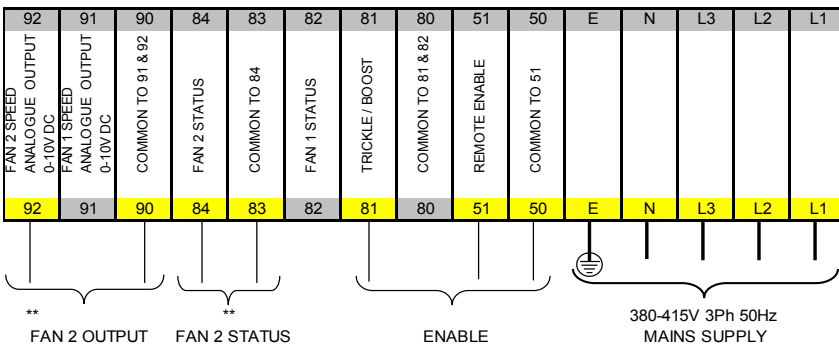 92 91 90 84 83 82 81 80 51 50 E N L3 L2 L1
FAN 2 SPEED
ANALOGUE OUTPUT
0-10V DC
FAN 1 SPEED
ANALOGUE OUTPUT
0-10V DC
COMMON TO 91 & 92
FAN 2 STATUS
COMMON TO 84
FAN 1 STATUS
TRICKLE / BOOST
COMMON TO 81 & 82
REMOTE ENABLE
COMMON TO 51
92 91 90 84 83 82 81 80 51 50 E N L3 L2 L1
** **
380-415V 3Ph 50Hz
FAN 2 OUTPUT FAN 2 STATUS ENABLE MAINS SUPPLY